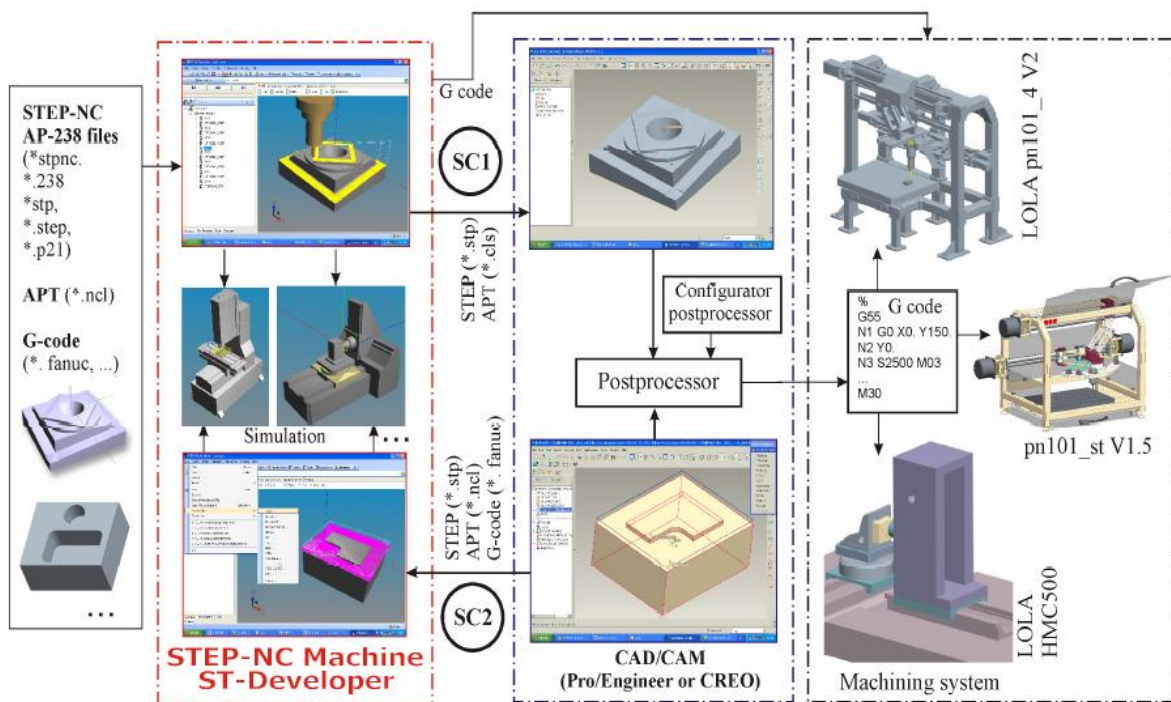 STEP-NC
AP-238 files
(*stpnc.
*.238
*stp,
*.step,
*.p21)
APT (*.ncl)
G-code
(*. fanuc, ...)
...
G code
SC1
STEP (*.stp)
APT (*.cls)
Simulation
...
STEP (*.stp)
APT (*.ncl)
G-code (*. fanuc)
SC2
STEP-NC Machine
ST-Developer
Configurator
postprocessor
Postprocessor
CAD/CAM
(Pro/Engineer or CREO)
LOLA pn101_4 V2
% G code
G55
N1 G0 X0. Y150.
N2 Y0.
N3 S2500 M03
...
M30
pn101_st V1.5
LOLA
HMC500
Machining system